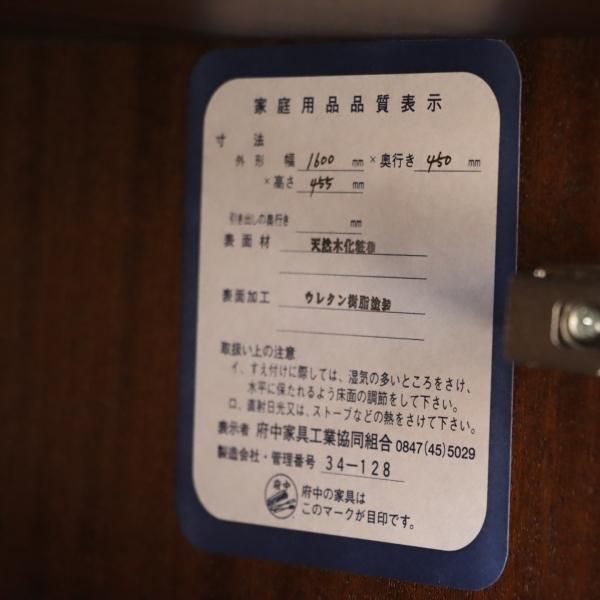 家庭用品品質表示
寸法
外形 幅 1600 mm × 奥行き 450 mm
× 高さ 455 mm
引き出しの奥行き mm
表面材 天然木化粧
表面加工 ウレタン樹脂塗装
取扱い上の注意
イ、すえ付けに際しては、湿気の多いところをさけ、
水平に保たれるよう床面の調節をして下さい。
ロ、直射日光又は、ストーブなどの熱をさけて下さい。
表示者 府中家具工業協同組合 0847(45)5029
製造会社・管理番号 34-128
府中
府中の家具は
このマークが目印です。